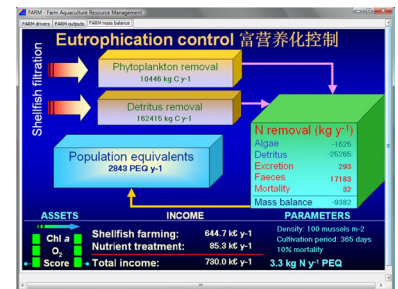 FARM - Farm Aquaculture Resource Management
FARM drivers FARM outputs FARM mass balance
Eutrophication control 富营养化控制
Shellfish filtration
Phytoplankton removal
10446 kg C y-1
Detritus removal
162415 kg C y-1
N removal (kg y-1)
Algae -1625
Detritus -25265
Excretion 293
Faeces 17183
Mortality 32
Mass balance -9382
Population equivalents
2843 PEQ y-1
ASSETS INCOME PARAMETERS
Chl a
O2
Score
Shellfish farming: 644.7 k€ y-1
Nutrient treatment: 85.3 k€ y-1
Total income: 730.0 k€ y-1
Density: 100 mussels m-2
Cultivation period: 365 days
10% mortality
3.3 kg N y-1 PEQ